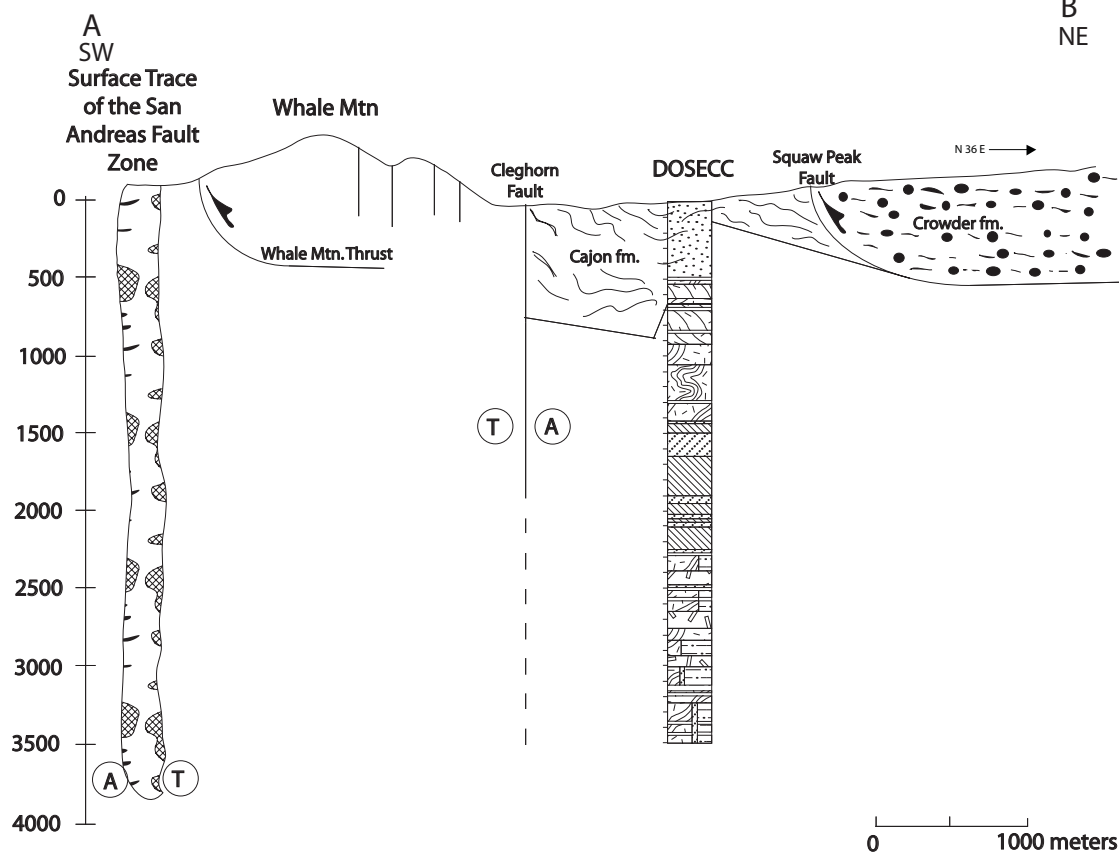 A
SW
Surface Trace
of the San
Andreas Fault
Zone
Whale Mtn
Whale Mtn. Thrust
Cleghorn
Fault
Cajon fm.
DOSECC
Squaw Peak
Fault
N 36 E
Crowder fm.
B
NE
0
500
1000
1500
2000
2500
3000
3500
4000
T
A
A
T
0
1000 meters